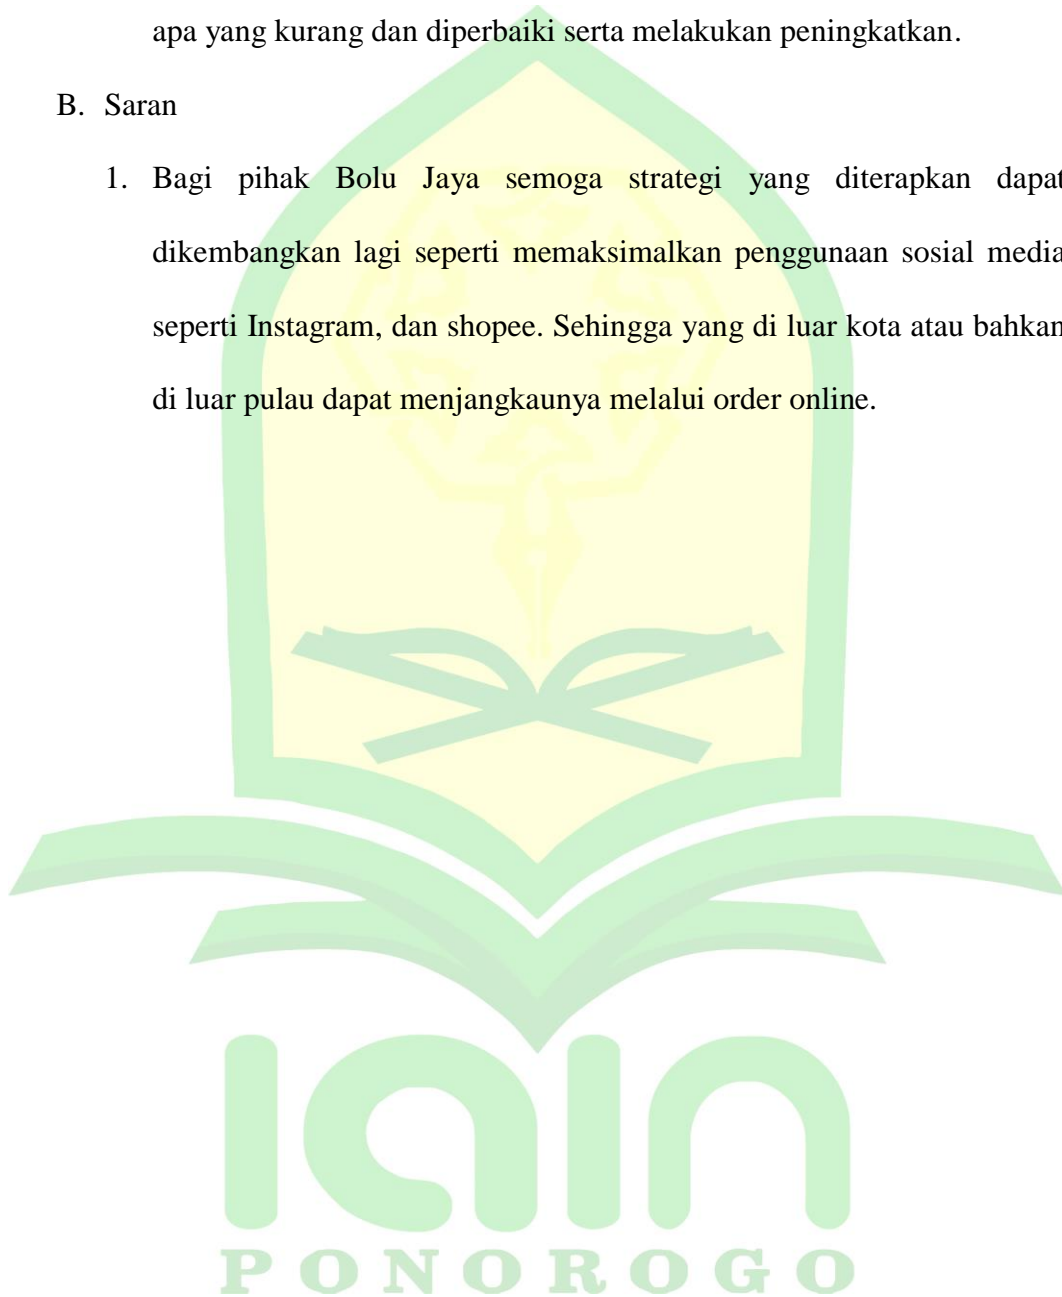 apa yang kurang dan diperbaiki serta melakukan peningkatkan.
B. Saran
1. Bagi pihak Bolu Jaya semoga strategi yang diterapkan dapat
dikembangkan lagi seperti memaksimalkan penggunaan sosial media
seperti Instagram, dan shopee. Sehingga yang di luar kota atau bahkan
di luar pulau dapat menjangkaunya melalui order online.
iain
PONOROGO